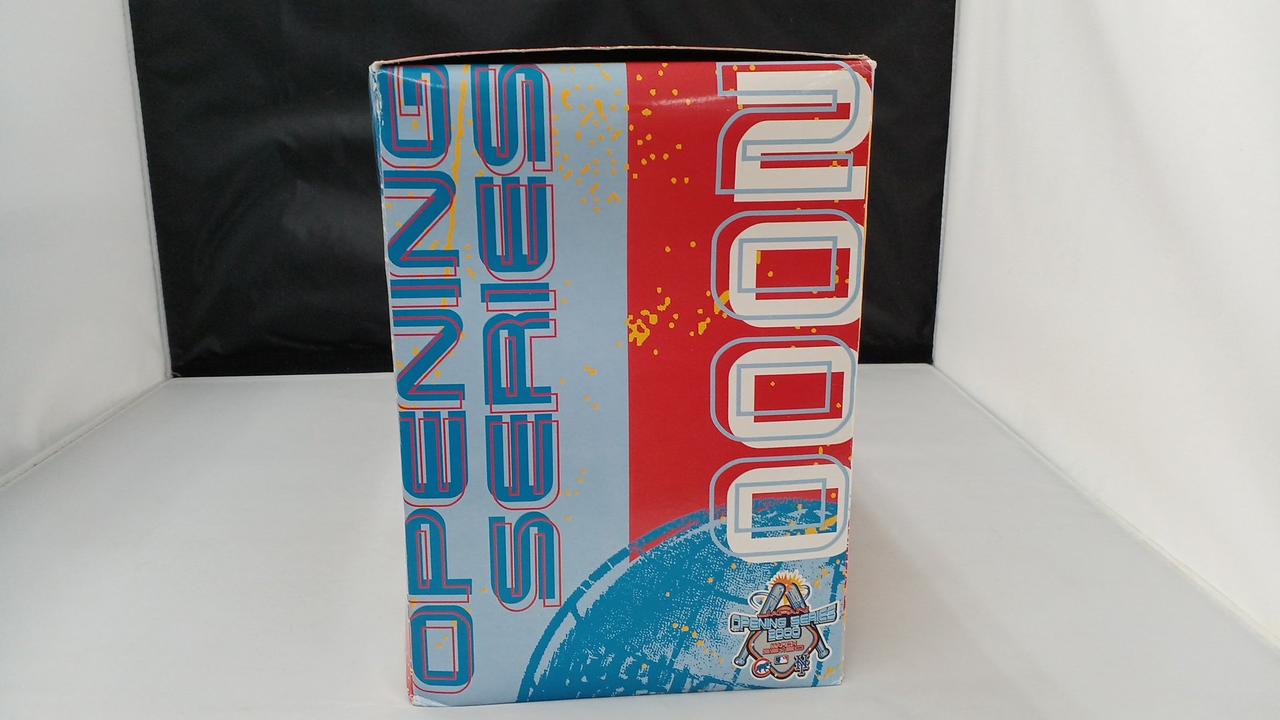 OPENING
SERIES
2000
OPENING SERIES
2000